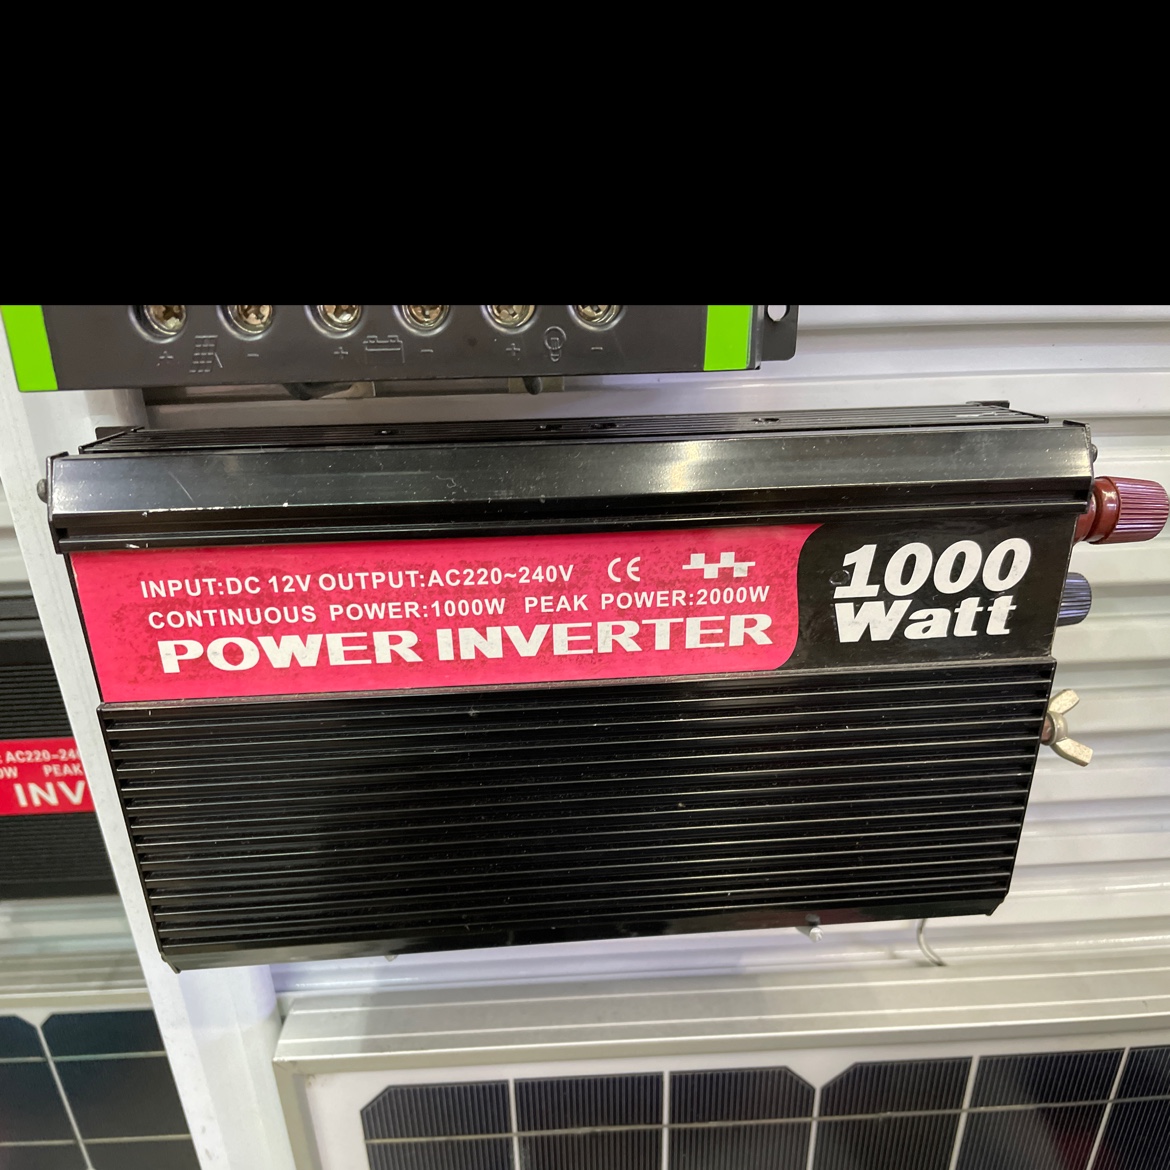 INPUT:DC 12V OUTPUT:AC220~240V CE
CONTINUOUS POWER:1000W PEAK POWER:2000W
POWER INVERTER
1000
Watt
AC220~24
W PEAK
INV